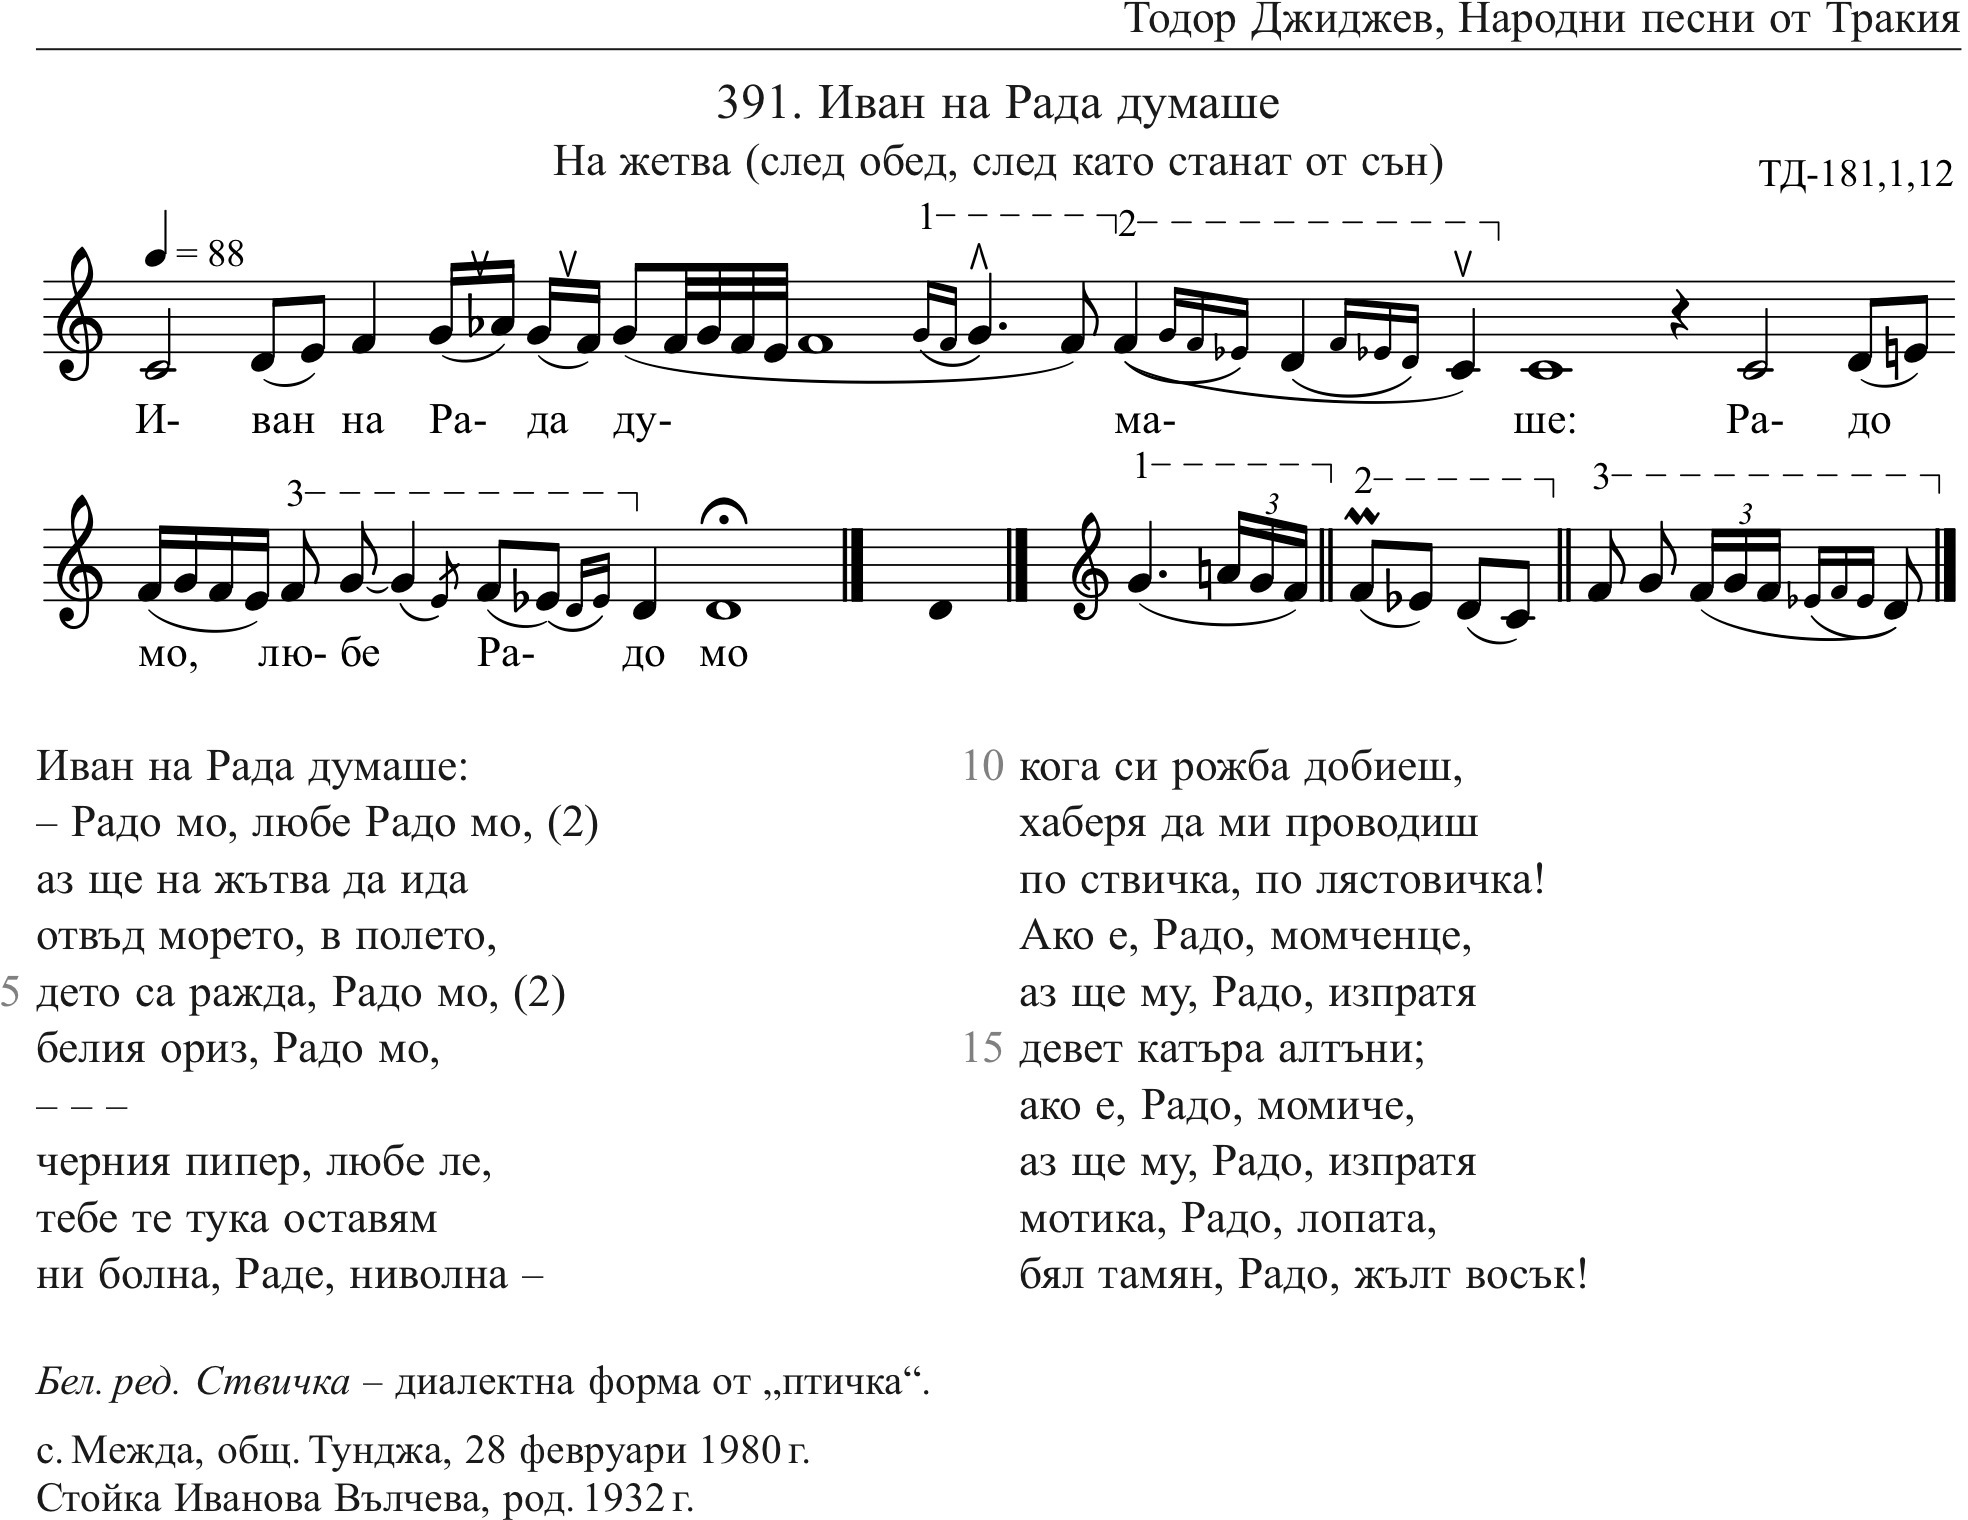 Тодор Джиджев, Народни песни от Тракия
391. Иван на Рада думаше
На жетва (след обед, след като станат от сън)
ТД-181,1,12
= 88
1 2
И- ван на Ра- да ду- ма- ше: Ра- до
3 1 3 2 3 3
мо, лю- бе Ра- до мо
Иван на Рада думаше:
– Радо мо, любе Радо мо, (2)
аз ще на жътва да ида
отвъд морето, в полето,
5 дето са ражда, Радо мо, (2)
белия ориз, Радо мо,
– – –
черния пипер, любе ле,
тебе те тука оставям
ни болна, Раде, ниволна –
10 кога си рожба добиеш,
хаберя да ми проводиш
по ствичка, по лястовичка!
Ако е, Радо, момченце,
аз ще му, Радо, изпратя
15 девет катъра алтъни;
ако е, Радо, момиче,
аз ще му, Радо, изпратя
мотика, Радо, лопата,
бял тамян, Радо, жълт восък!
Бел. ред. Ствичка – диалектна форма от „птичка“.
с. Межда, общ. Тунджа, 28 февруари 1980 г.
Стойка Иванова Вълчева, род. 1932 г.